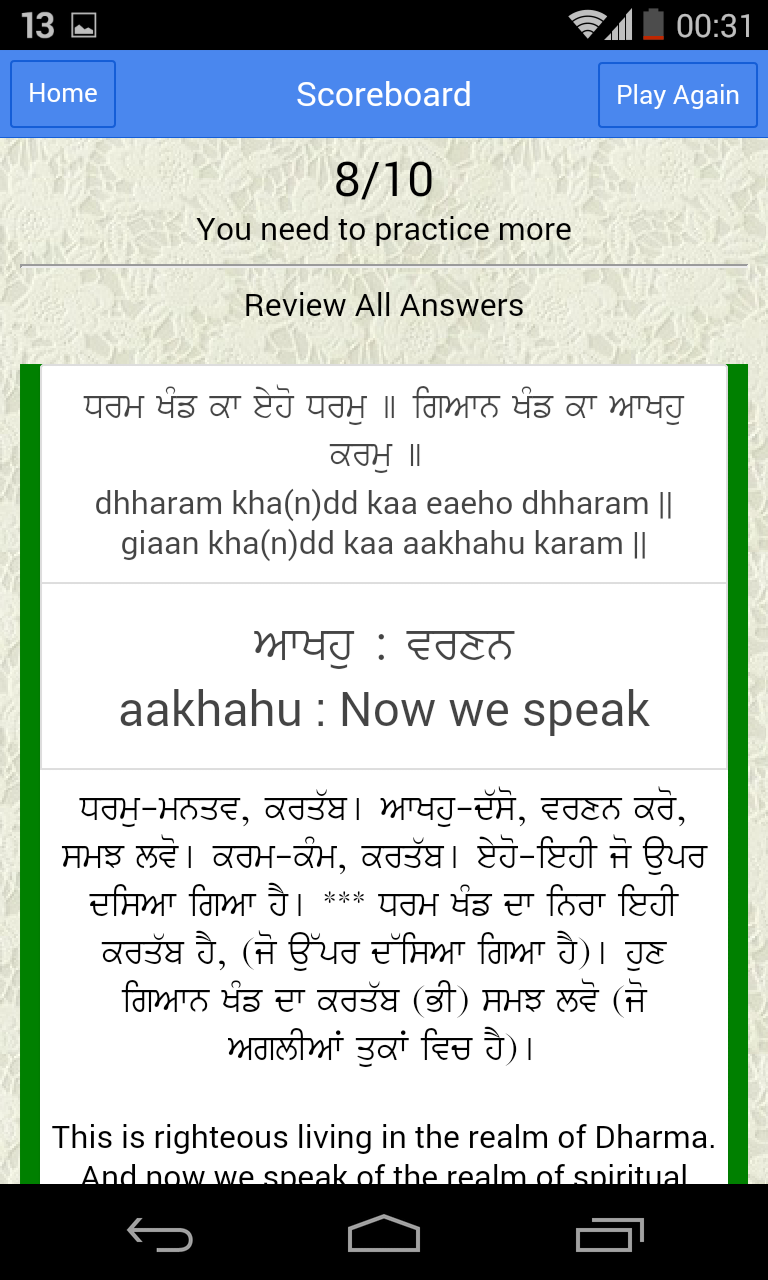 13
00:31
Home
Scoreboard
Play Again
8/10
You need to practice more
Review All Answers
ਧਰਮ ਖੰਡ ਕਾ ਏਹੋ ਧਰਮੁ ॥ ਗਿਆਨ ਖੰਡ ਕਾ ਆਖਹੁ
ਕਰਮੁ ॥
dhharam kha(n)dd kaa eaeho dhharam ||
giaan kha(n)dd kaa aakhahu karam ||
ਆਖਹੁ : ਵਰਣਨ
aakhahu : Now we speak
ਧਰਮੁ-ਮਨਤਵ, ਕਰਤੱਬ। ਆਖਹੁ-ਦੱਸੋ, ਵਰਣਨ ਕਰੋ,
ਸਮਝ ਲਵੋ। ਕਰਮ-ਕੰਮ, ਕਰਤੱਬ। ਏਹੋ-ਇਹੀ ਜੋ ਉਪਰ
ਦਸਿਆ ਗਿਆ ਹੈ। *** ਧਰਮ ਖੰਡ ਦਾ ਨਿਰਾ ਇਹੀ
ਕਰਤੱਬ ਹੈ, (ਜੋ ਉੱਪਰ ਦੱਸਿਆ ਗਿਆ ਹੈ)। ਹੁਣ
ਗਿਆਨ ਖੰਡ ਦਾ ਕਰਤੱਬ (ਭੀ) ਸਮਝ ਲਵੋ (ਜੋ
ਅਗਲੀਆਂ ਤੁਕਾਂ ਵਿਚ ਹੈ)।
This is righteous living in the realm of Dharma.
And now we speak of the realm of spiritual